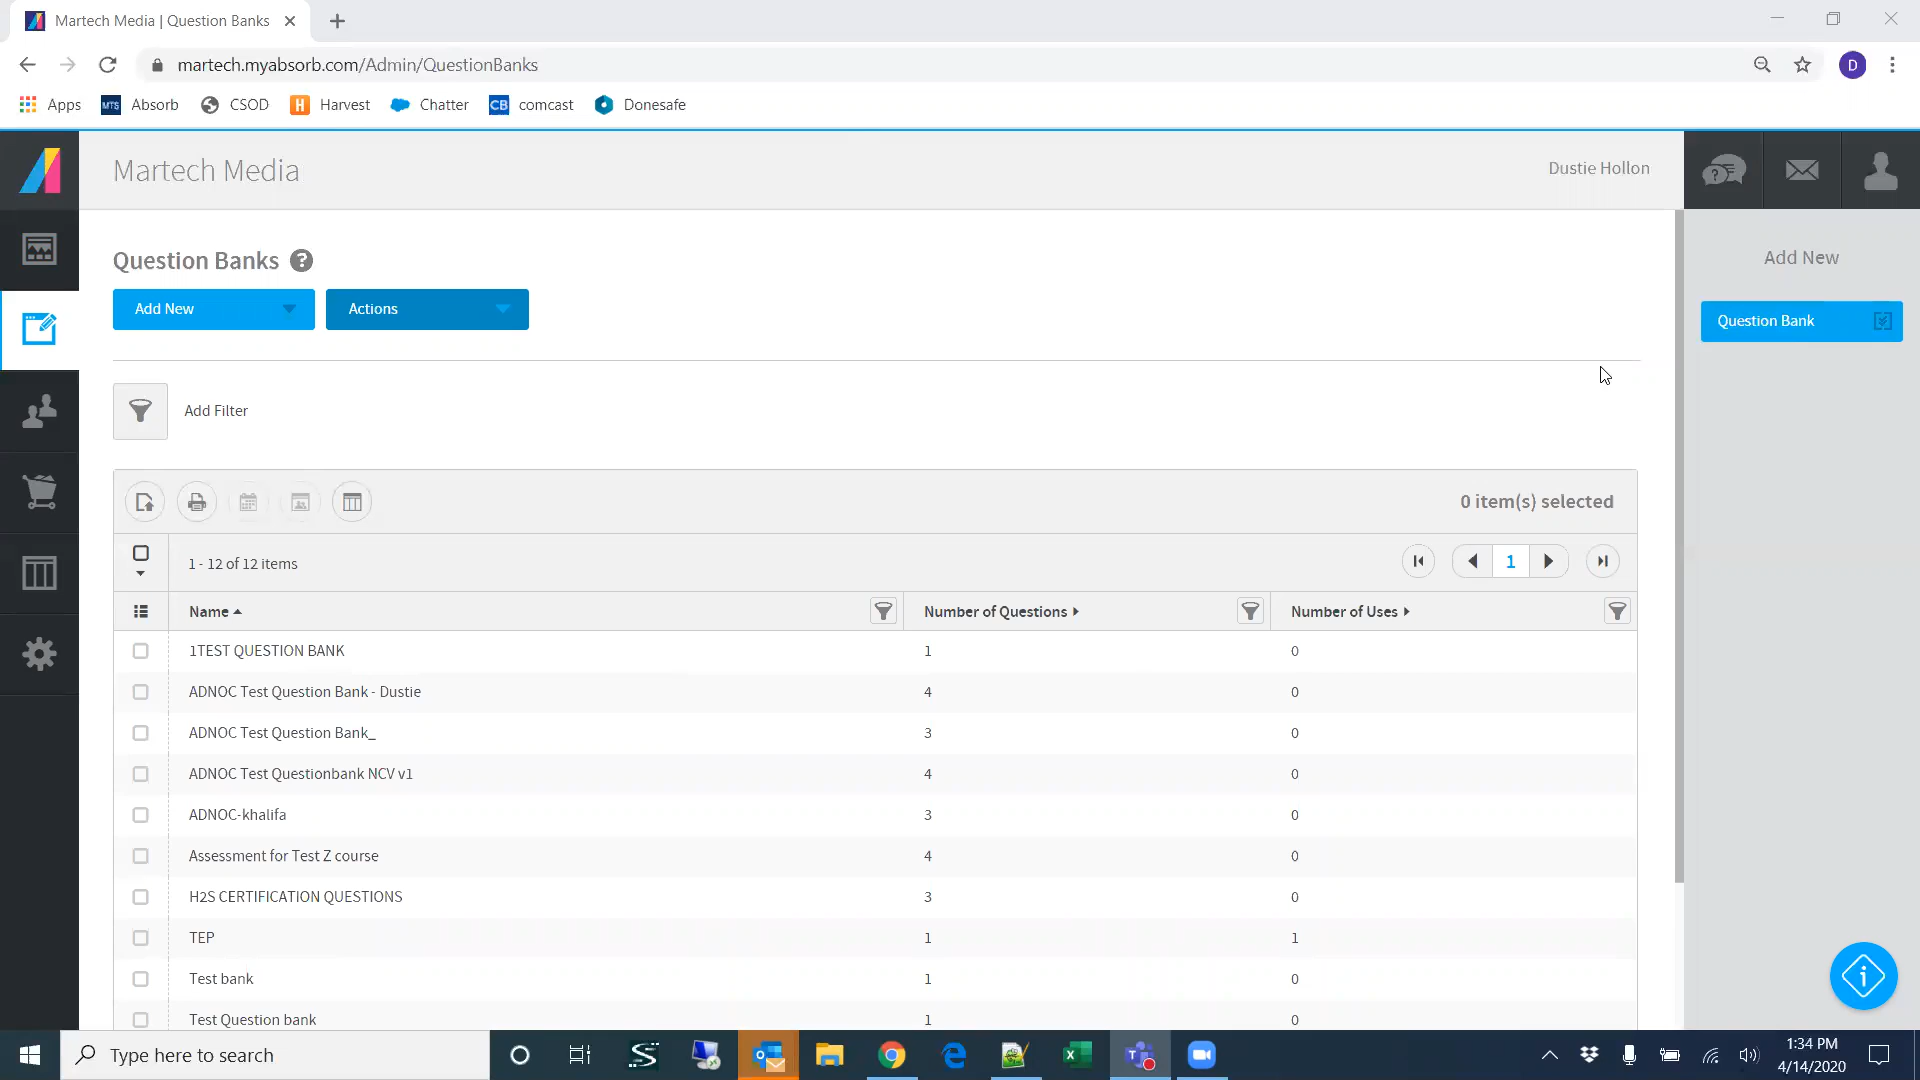 Martech Media | Question Banks
martech.myabsorb.com/Admin/QuestionBanks
D
Apps
MTS Absorb
CSOD
H Harvest
Chatter
CB comcast
Donesafe
Martech Media
Dustie Hollon
Question Banks ?
Add New
Actions
Add New
Question Bank
Add Filter
0 item(s) selected
1 - 12 of 12 items
1
Name
Number of Questions
Number of Uses
1TEST QUESTION BANK 1 0
ADNOC Test Question Bank - Dustie 4 0
ADNOC Test Question Bank_ 3 0
ADNOC Test Questionbank NCV v1 4 0
ADNOC-khalifa 3 0
Assessment for Test Z course 4 0
H2S CERTIFICATION QUESTIONS 3 0
TEP 1 1
Test bank 1 0
Test Question bank 1 0
Type here to search
1:34 PM
4/14/2020